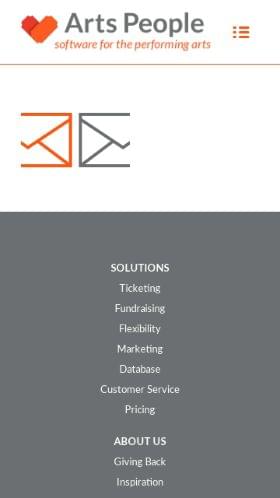 Arts People
software for the performing arts
SOLUTIONS
Ticketing
Fundraising
Flexibility
Marketing
Database
Customer Service
Pricing
ABOUT US
Giving Back
Inspiration